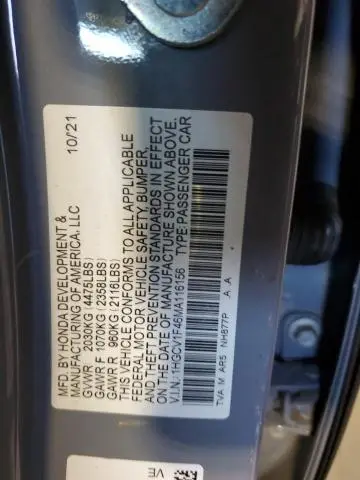 MFD. BY HONDA DEVELOPMENT &
MANUFACTURING OF AMERICA, LLC 10/21
GVWR 2030KG (4475LBS)
GAWR F 1070KG (2358LBS)
GAWR R 960KG (2116LBS)
THIS VEHICLE CONFORMS TO ALL APPLICABLE
FEDERAL MOTOR VEHICLE SAFETY BUMPER,
AND THEFT PREVENTION STANDARDS IN EFFECT
ON THE DATE OF MANUFACTURE SHOWN ABOVE.
V.I.N.:1HGCV1F46MA116156 TYPE:PASSENGER CAR
TVA M AR5 NH877P A A
VE